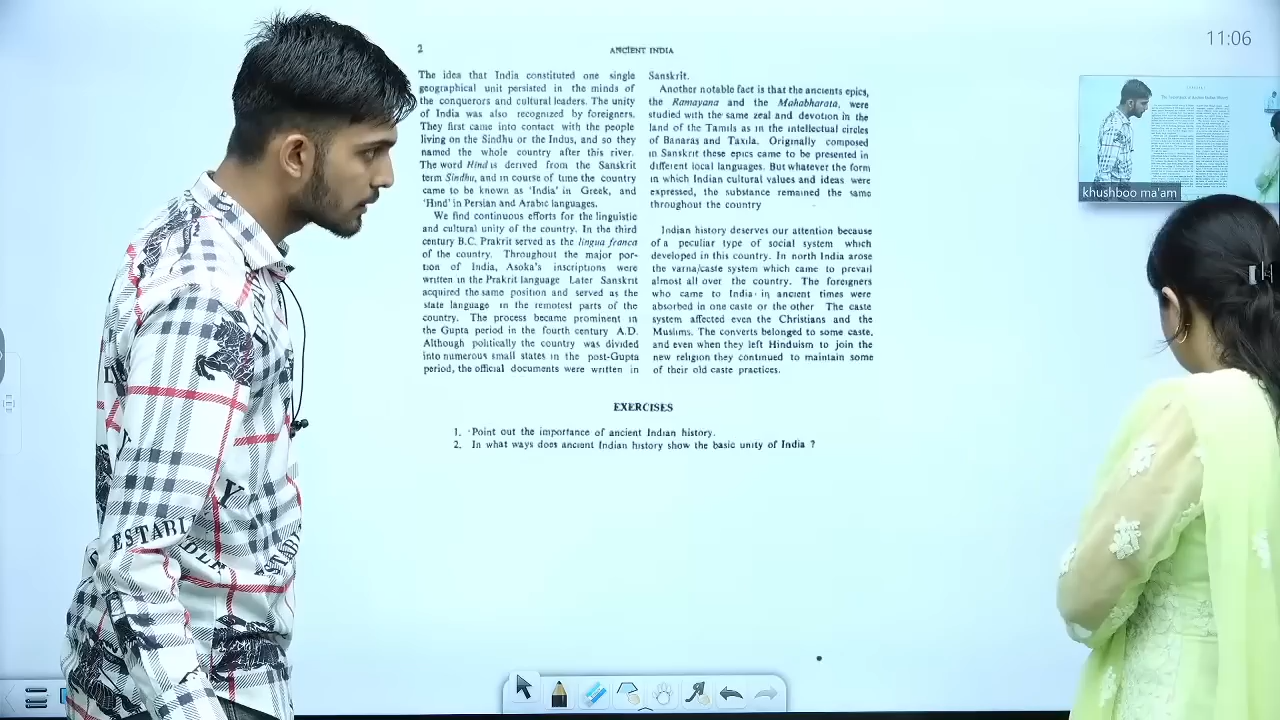 11:06
2
ANCIENT INDIA
The idea that India constituted one single
geographical unit persisted in the minds of
the conquerors and cultural leaders. The unity
of India was also recognized by foreigners.
They first came into contact with the people
living on the Sindhu or the Indus, and so they
named the whole country after this river.
The word Hind is derived from the Sanskrit
term Sindhu, and in course of time the country
came to be known as 'India' in Greek, and
'Hind' in Persian and Arabic languages.
We find continuous efforts for the linguistic
and cultural unity of the country. In the third
century B.C. Prakrit served as the lingua franca
of the country. Throughout the major por-
tion of India, Asoka's inscriptions were
written in the Prakrit language Later Sanskrit
acquired the same position and served as the
state language in the remotest parts of the
country. The process became prominent in
the Gupta period in the fourth century A.D.
Although politically the country was divided
into numerous small states in the post-Gupta
period, the official documents were written in
Sanskrit.
Another notable fact is that the ancients epics,
the Ramayana and the Mahabharata, were
studied with the same zeal and devotion in the
land of the Tamils as in the intellectual circles
of Banaras and Taxila. Originally composed
in Sanskrit these epics came to be presented in
different local languages. But whatever the form
in which Indian cultural values and ideas were
expressed, the substance remained the same
throughout the country
Indian history deserves our attention because
of a peculiar type of social system which
developed in this country. In north India arose
the varna/caste system which came to prevail
almost all over the country. The foreigners
who came to India in ancient times were
absorbed in one caste or the other The caste
system affected even the Christians and the
Muslims. The converts belonged to some caste,
and even when they left Hinduism to join the
new religion they continued to maintain some
of their old caste practices.
EXERCISES
1. Point out the importance of ancient Indian history.
2. In what ways does ancient Indian history show the basic unity of India ?
khushboo ma'am
ESTABL